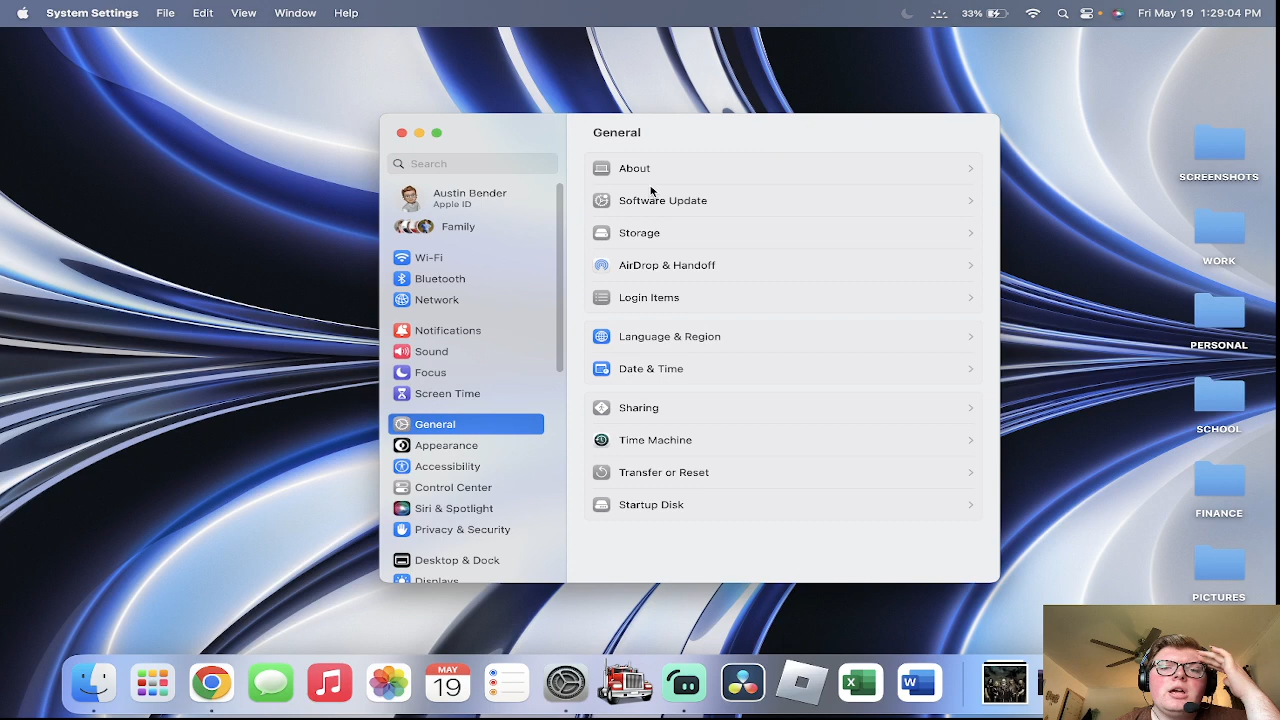 System Settings File Edit View Window Help 33% Fri May 19 1:29:04 PM
General
Search
Austin Bender
Apple ID
Family
Wi-Fi
Bluetooth
Network
Notifications
Sound
Focus
Screen Time
General
Appearance
Accessibility
Control Center
Siri & Spotlight
Privacy & Security
Desktop & Dock
Displays
About
Software Update
Storage
AirDrop & Handoff
Login Items
Language & Region
Date & Time
Sharing
Time Machine
Transfer or Reset
Startup Disk
SCREENSHOTS
WORK
PERSONAL
SCHOOL
FINANCE
PICTURES
MAY
19
X
W